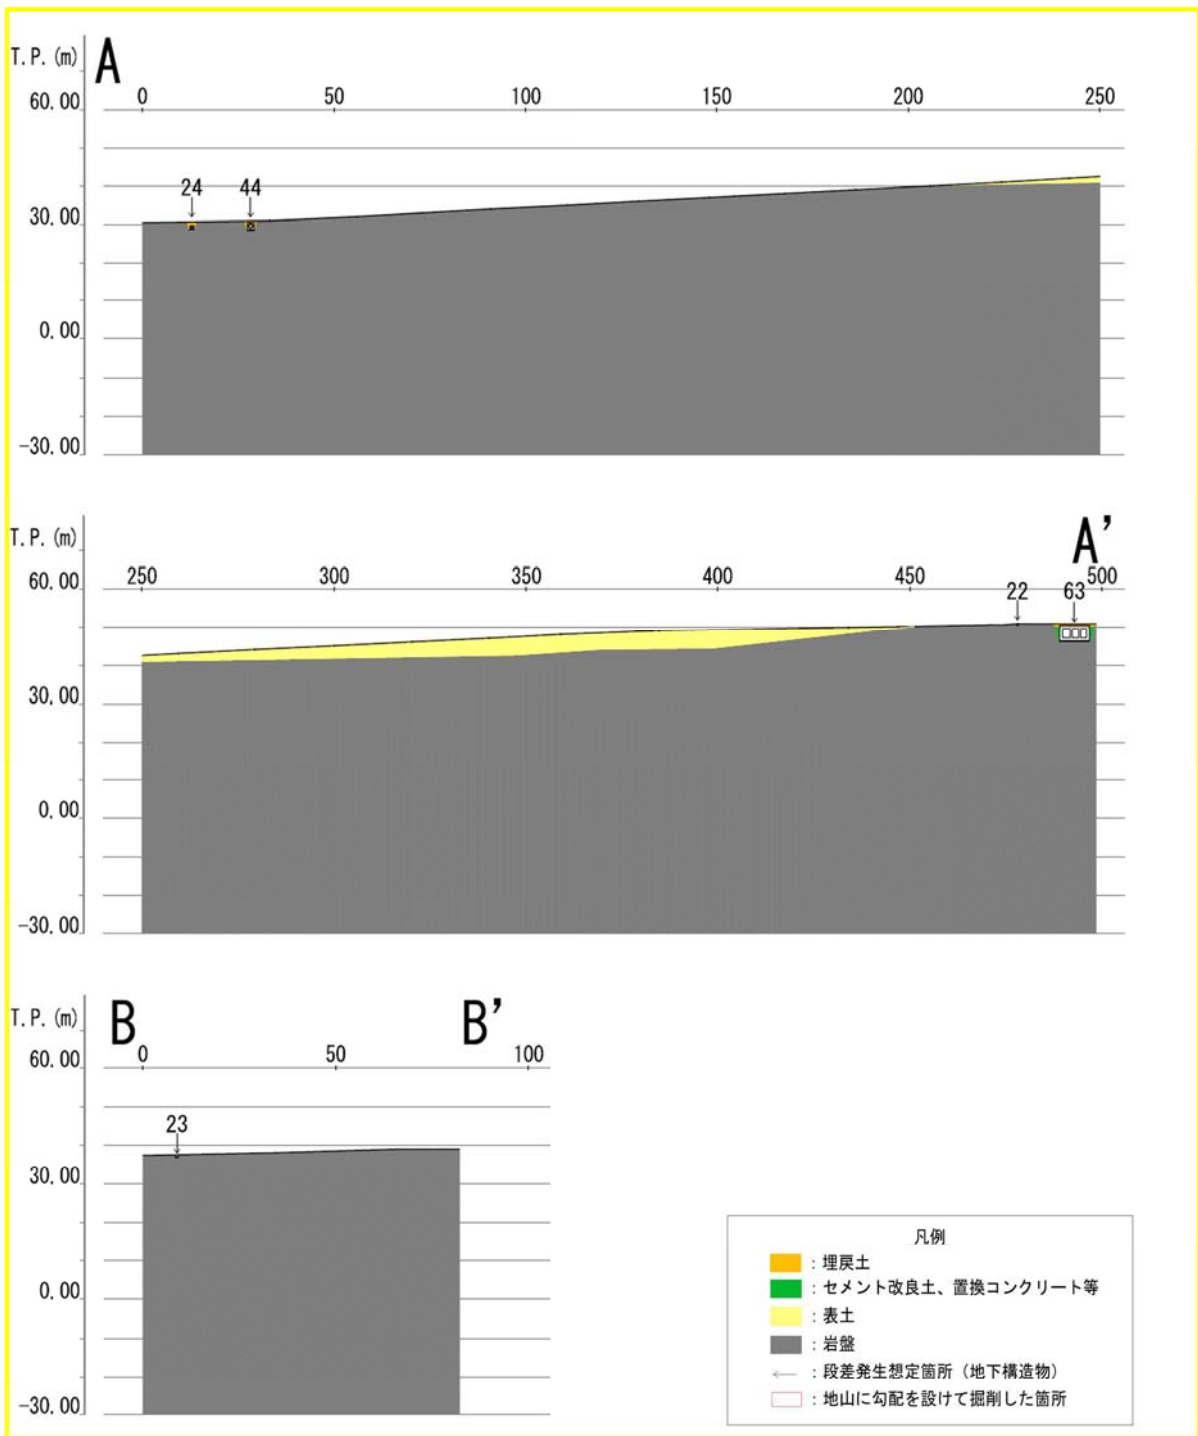 T.P.(m)
A
0 50 100 150 200 250
60.00
24 44
30.00
0.00
-30.00
T.P.(m)
A’
250 300 350 400 450 500
60.00
22 63
30.00
0.00
-30.00
T.P.(m)
B B’
0 50 100
60.00
23
30.00
0.00
-30.00
凡例
：埋戻土
：セメント改良土、置換コンクリート等
：表土
：岩盤
：段差発生想定箇所（地下構造物）
：地山に勾配を設けて掘削した箇所